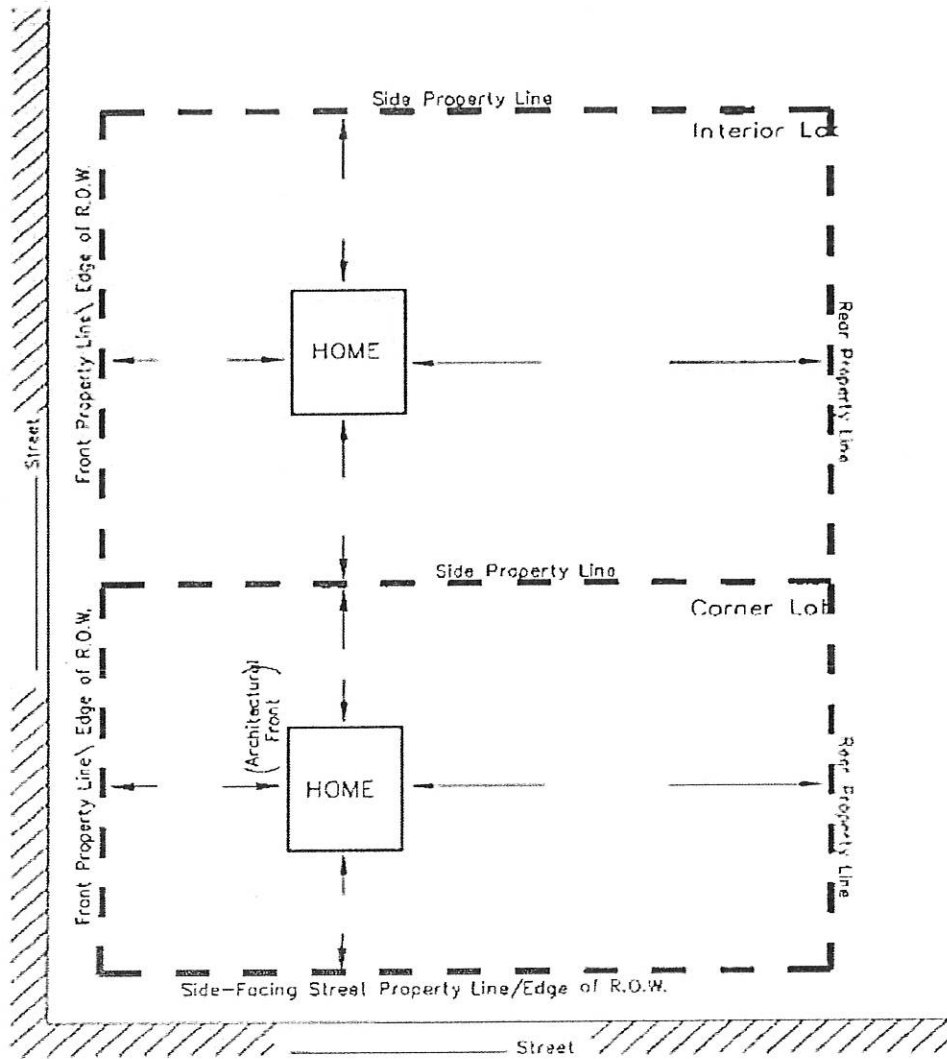 Side Property Line
Interior Lot
Front Property Line\ Edge of R.O.W.
HOME
Rear Property Line
Street
Side Property Line
Corner Lot
Front Property Line\ Edge of R.O.W.
(Architectural
Front)
HOME
Rear Property Line
Side-Facing Street Property Line/Edge of R.O.W.
Street